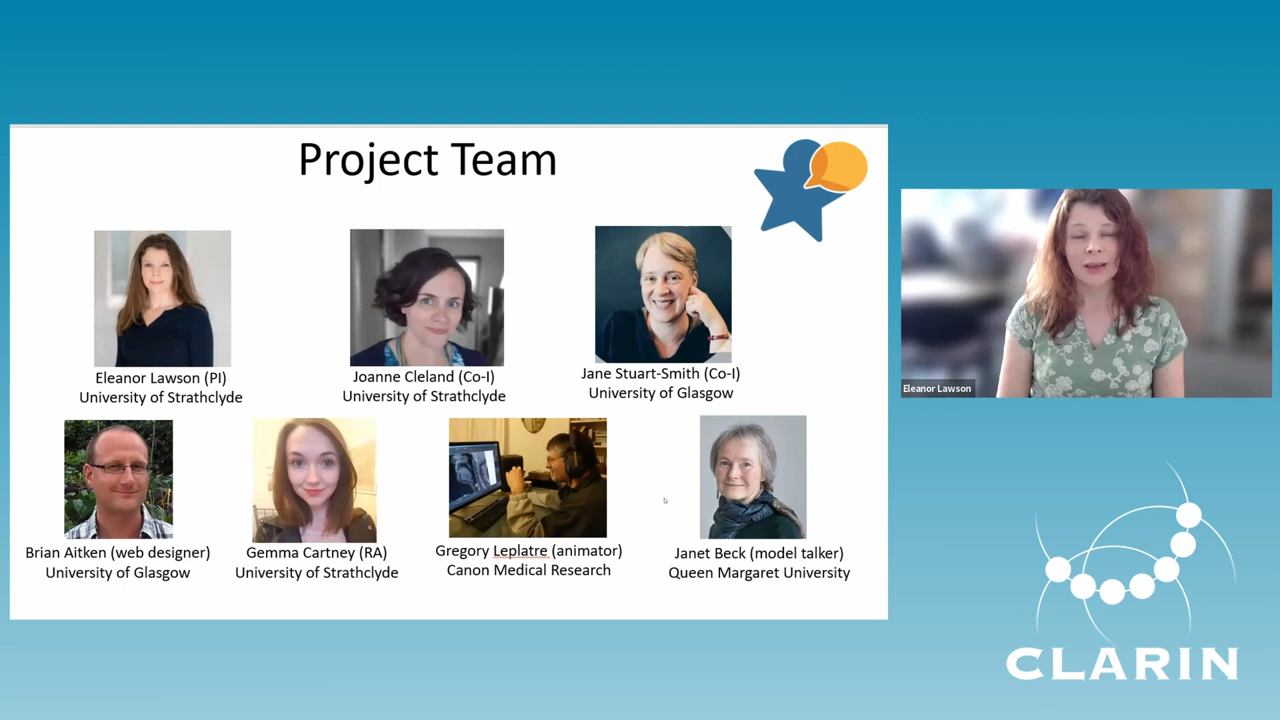 Project Team
Eleanor Lawson (PI)
University of Strathclyde
Joanne Cleland (Co-I)
University of Strathclyde
Jane Stuart-Smith (Co-I)
University of Glasgow
Brian Aitken (web designer)
University of Glasgow
Gemma Cartney (RA)
University of Strathclyde
Gregory Leplatre (animator)
Canon Medical Research
Janet Beck (model talker)
Queen Margaret University
Eleanor Lawson
CLARIN